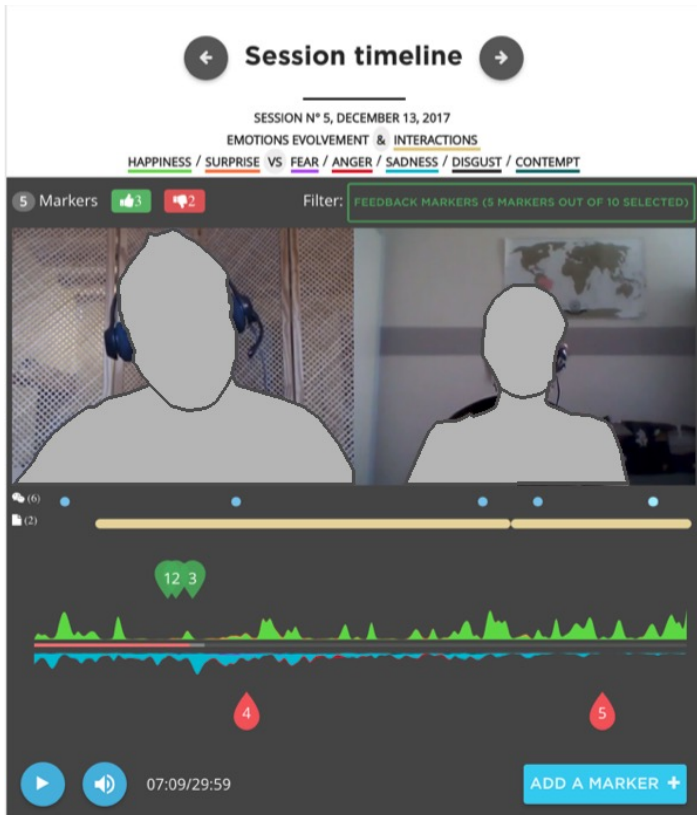 Session timeline
SESSION N° 5, DECEMBER 13, 2017
EMOTIONS EVOLVEMENT & INTERACTIONS
HAPPINESS / SURPRISE VS FEAR / ANGER / SADNESS / DISGUST / CONTEMPT
5 Markers 3 2 Filter: FEEDBACK MARKERS (5 MARKERS OUT OF 10 SELECTED)
(6)
(2)
1 2 3
4 5
07:09/29:59 ADD A MARKER +